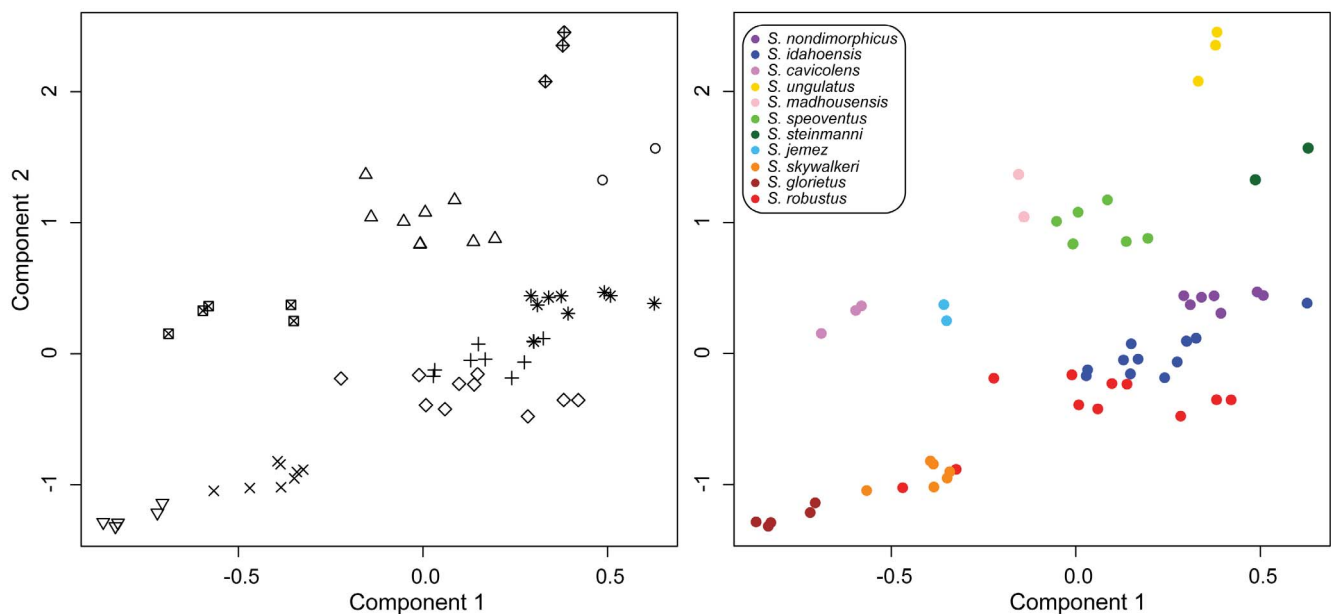 Component 2
2
1
0
-1
-0.5
0.0
0.5
Component 1
S. nondimorphicus
S. idahoensis
S. cavicolens
S. ungulatus
S. madhousensis
S. speoventus
S. steinmanni
S. jemez
S. skywalkeri
S. glorietus
S. robustus
2
1
0
-1
-0.5
0.0
0.5
Component 1